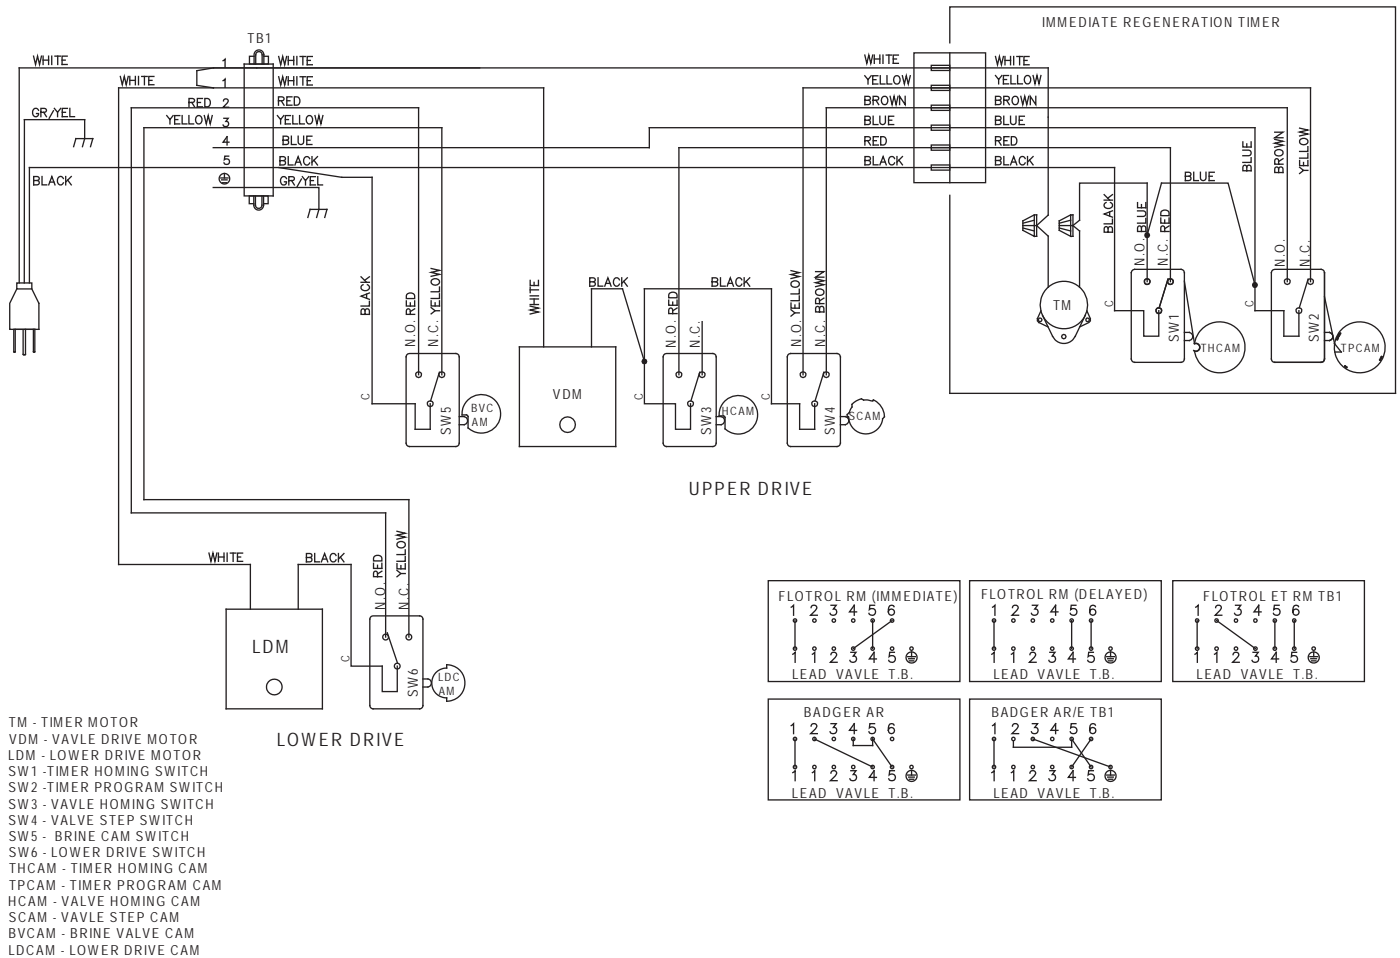 IMMEDIATE REGENERATION TIMER
TB1
WHITE 1 WHITE WHITE WHITE
WHITE 1 WHITE YELLOW YELLOW
RED 2 RED BROWN BROWN
GR/YEL YELLOW 3 YELLOW BLUE BLUE
4 BLUE RED RED
5 BLACK BLACK BLACK
BLACK GR/YEL
BLUE BROWN YELLOW
BLUE
BLACK BLUE RED
N.O. N.C. N.O. N.C.
BLACK RED YELLOW WHITE BLACK RED BLACK YELLOW BROWN
N.O. N.C. N.O. N.C. N.O. N.C.
TM C SW1 THCAM C SW2 TPCAM
C SW5 BVC
AM
VDM C SW3 HCAM C SW4 SCAM
UPPER DRIVE
WHITE BLACK RED YELLOW
N.O. N.C.
LDM C SW6 LDC
AM
LOWER DRIVE
FLOTROL RM (IMMEDIATE)
1 2 3 4 5 6
1 1 2 3 4 5
LEAD VAVLE T.B.
FLOTROL RM (DELAYED)
1 2 3 4 5 6
1 1 2 3 4 5
LEAD VAVLE T.B.
FLOTROL ET RM TB1
1 2 3 4 5 6
1 1 2 3 4 5
LEAD VAVLE T.B.
BADGER AR
1 2 3 4 5 6
1 1 2 3 4 5
LEAD VAVLE T.B.
BADGER AR/E TB1
1 2 3 4 5 6
1 1 2 3 4 5
LEAD VAVLE T.B.
TM - TIMER MOTOR
VDM - VAVLE DRIVE MOTOR
LDM - LOWER DRIVE MOTOR
SW1 -TIMER HOMING SWITCH
SW2 -TIMER PROGRAM SWITCH
SW3 - VAVLE HOMING SWITCH
SW4 - VALVE STEP SWITCH
SW5 - BRINE CAM SWITCH
SW6 - LOWER DRIVE SWITCH
THCAM - TIMER HOMING CAM
TPCAM - TIMER PROGRAM CAM
HCAM - VALVE HOMING CAM
SCAM - VAVLE STEP CAM
BVCAM - BRINE VALVE CAM
LDCAM - LOWER DRIVE CAM